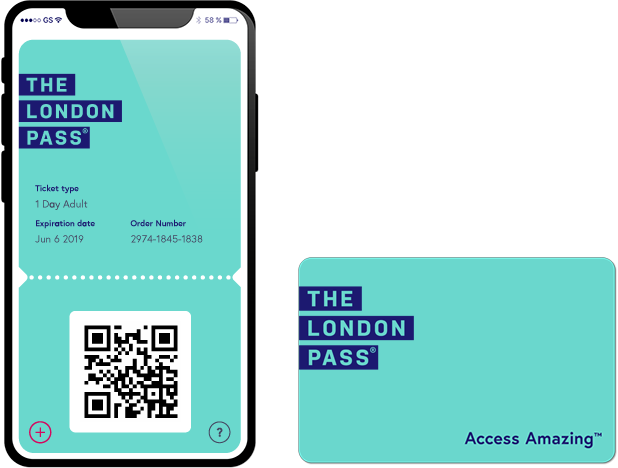 GS 58 %
THE
LONDON
PASS®
Ticket type
1 Day Adult
Expiration date Order Number
Jun 6 2019 2974-1845-1838
+ ?
THE
LONDON
PASS®
Access Amazing™